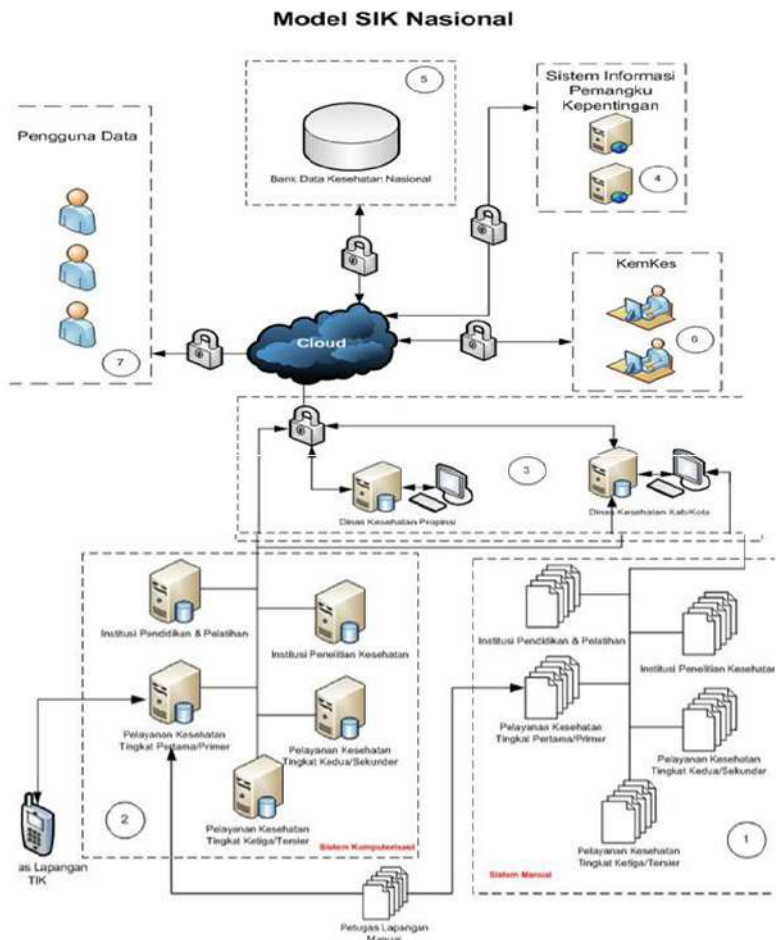 Model SIK Nasional
5
Sistem Informasi
Pemangku
Kepentingan
4
Pengguna Data
7
Bank Data Kesehatan Nasional
KemKes
6
Cloud
3
Dinas Kesehatan Propinsi
Dinas Kesehatan Kab/Kota
Institusi Pendidikan & Pelatihan
Institusi Penelitian Kesehatan
Pelayanan Kesehatan
Tingkat Pertama/Primer
Pelayanan Kesehatan
Tingkat Kedua/Sekunder
Pelayanan Kesehatan
Tingkat Ketiga/Tersier
2
Sistem Komputerisasi
Institusi Pendidikan & Pelatihan
Institusi Penelitian Kesehatan
Pelayanan Kesehatan
Tingkat Pertama/Primer
Pelayanan Kesehatan
Tingkat Kedua/Sekunder
Pelayanan Kesehatan
Tingkat Ketiga/Tersier
1
Sistem Manual
as Lapangan
TIK
Petugas Lapangan
Manual